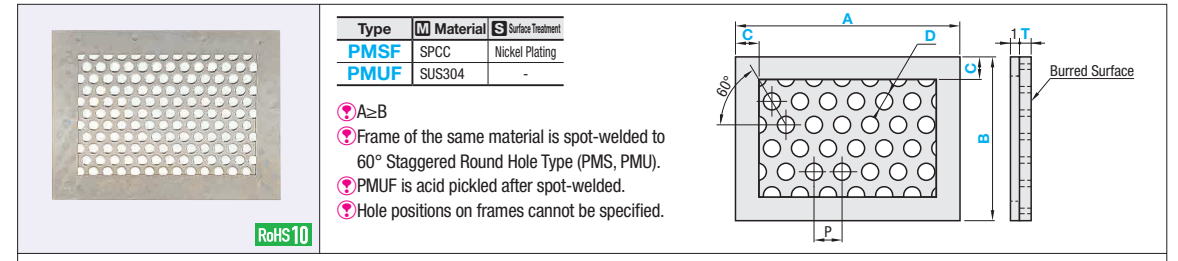 RoHS10
Type M Material S Surface Treatment
PMSF SPCC Nickel Plating
PMUF SUS304 -
A≥B
Frame of the same material is spot-welded to
60° Staggered Round Hole Type (PMS, PMU).
PMUF is acid pickled after spot-welded.
Hole positions on frames cannot be specified.
A
C D 1 T
C
60°
B
Burred Surface
P